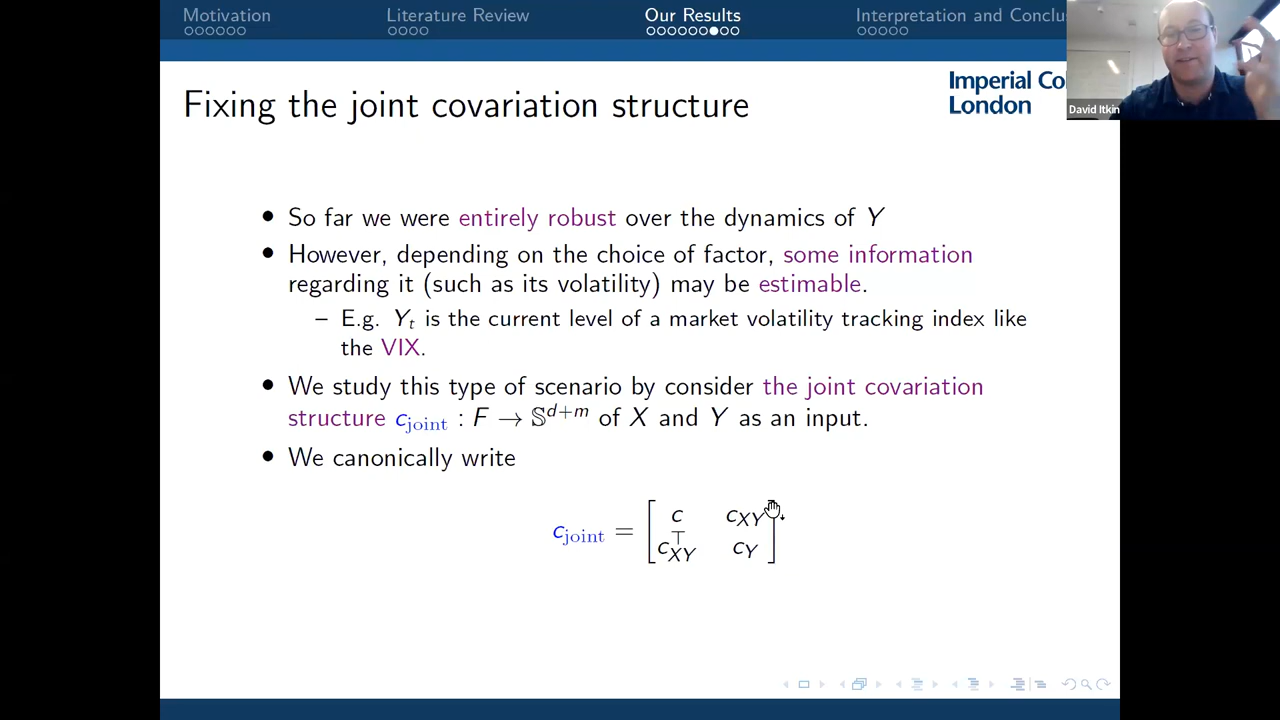 Motivation
Literature Review
Our Results
Interpretation and Conclu
Fixing the joint covariation structure
Imperial Co
London
David Itkin
• So far we were entirely robust over the dynamics of Y
• However, depending on the choice of factor, some information
regarding it (such as its volatility) may be estimable.
– E.g. Yₜ is the current level of a market volatility tracking index like
the VIX.
• We study this type of scenario by consider the joint covariation
structure c_joint : F → 𝕊^{d+m} of X and Y as an input.
• We canonically write
c_joint = [ c c_XY
c_XY^⊤ c_Y ]